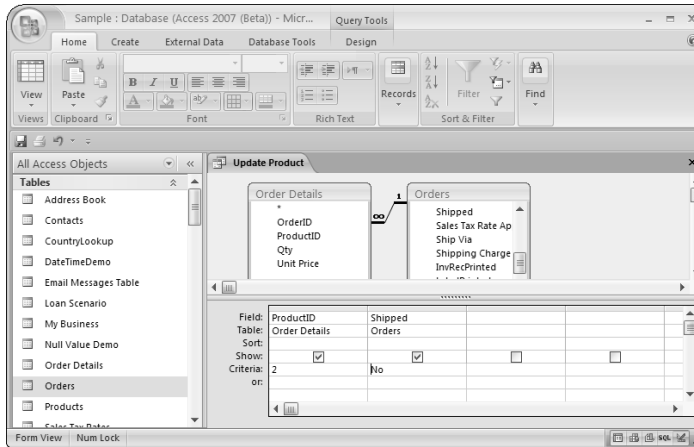 Sample : Database (Access 2007 (Beta)) - Micr...
Query Tools
Home
Create
External Data
Database Tools
Design
View
Paste
B I U
Records
Filter
Find
Views
Clipboard
Font
Rich Text
Sort & Filter
All Access Objects
Update Product
Tables
Address Book
Contacts
CountryLookup
DateTimeDemo
Email Messages Table
Loan Scenario
My Business
Null Value Demo
Order Details
Orders
Products
Sales Tax Rates
Order Details
*
OrderID
ProductID
Qty
Unit Price
∞
1
Orders
Shipped
Sales Tax Rate Ap
Ship Via
Shipping Charge
InvRecPrinted
Field: ProductID Shipped
Table: Order Details Orders
Sort:
Show:
Criteria: 2 No
or:
Form View
Num Lock
SQL